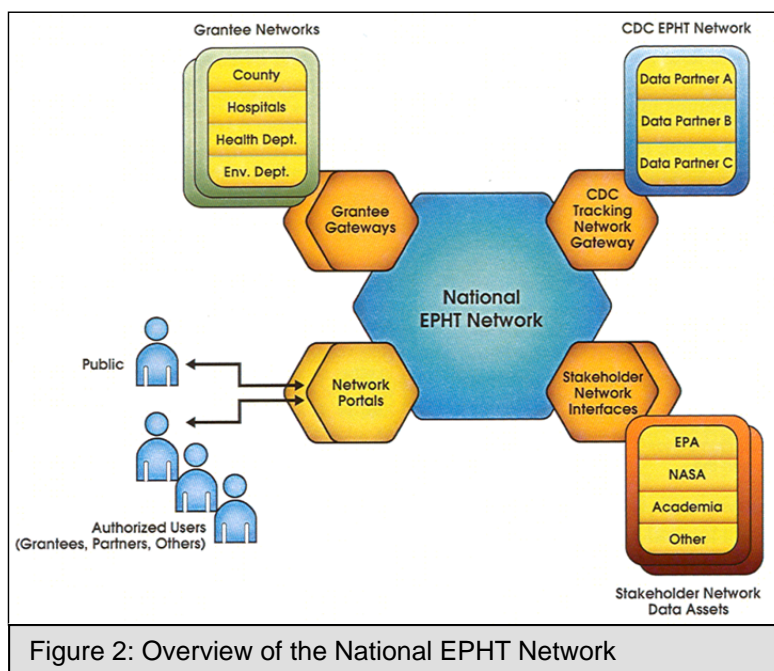 Grantee Networks
County
Hospitals
Health Dept.
Env. Dept.
CDC EPHT Network
Data Partner A
Data Partner B
Data Partner C
Grantee
Gateways
CDC
Tracking
Network
Gateway
National
EPHT Network
Public
Network
Portals
Stakeholder
Network
Interfaces
Authorized Users
(Grantees, Partners, Others)
EPA
NASA
Academia
Other
Stakeholder Network
Data Assets
Figure 2: Overview of the National EPHT Network